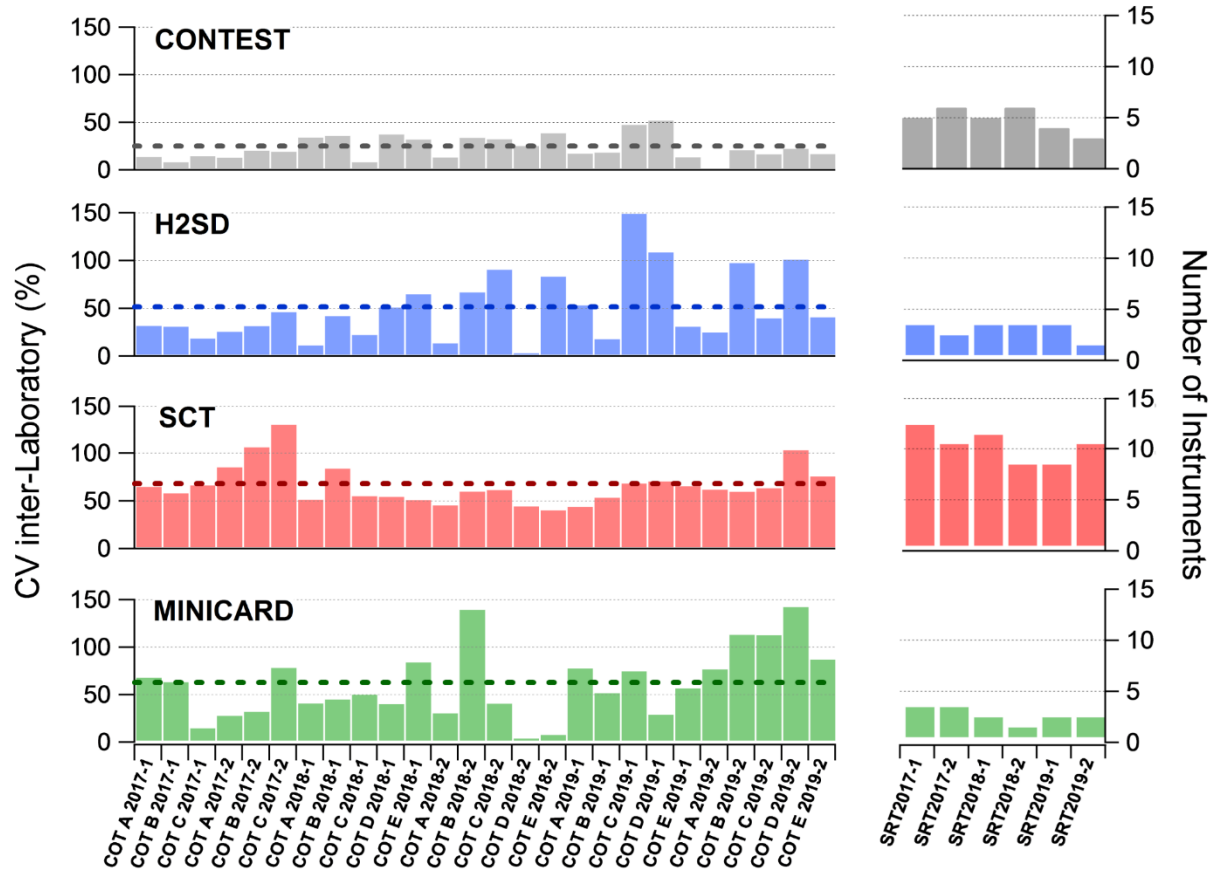 CV inter-Laboratory (%)
CONTEST
150
100
50
0
15
10
5
0
H2SD
150
100
50
0
15
10
5
0
SCT
150
100
50
0
15
10
5
0
MINICARD
150
100
50
0
15
10
5
0
Number of Instruments
COT A 2017-1
COT B 2017-1
COT C 2017-1
COT A 2017-2
COT B 2017-2
COT C 2017-2
COT A 2018-1
COT B 2018-1
COT C 2018-1
COT D 2018-1
COT E 2018-1
COT A 2018-2
COT B 2018-2
COT C 2018-2
COT D 2018-2
COT E 2018-2
COT A 2019-1
COT B 2019-1
COT C 2019-1
COT D 2019-1
COT E 2019-1
COT A 2019-2
COT B 2019-2
COT C 2019-2
COT D 2019-2
COT E 2019-2
SRT2017-1
SRT2017-2
SRT2018-1
SRT2018-2
SRT2019-1
SRT2019-2